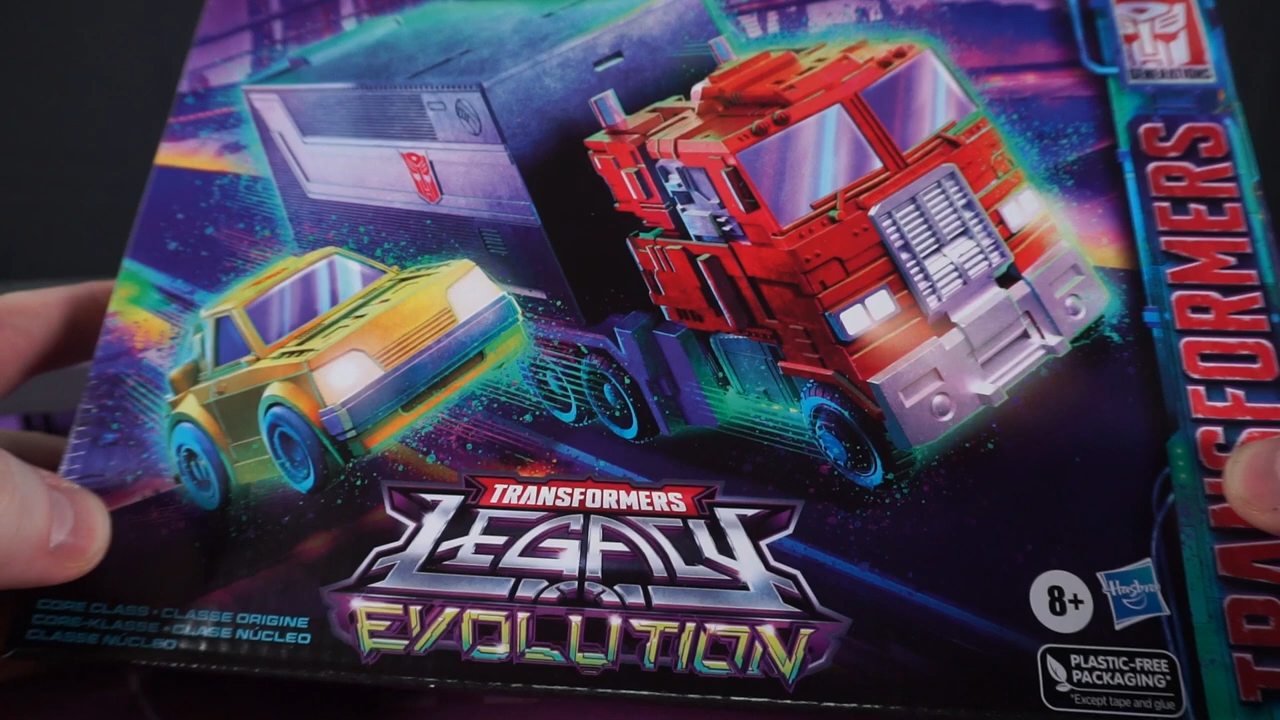 GENERATIONS
TRANSFORMERS
TRANSFORMERS
LEGACY
EVOLUTION
CORE CLASS • CLASSE ORIGINE
CORE-KLASSE • CLASE NÚCLEO
CLASSE NÚCLEO
8+
Hasbro
PLASTIC-FREE
PACKAGING*
*Except tape and glue